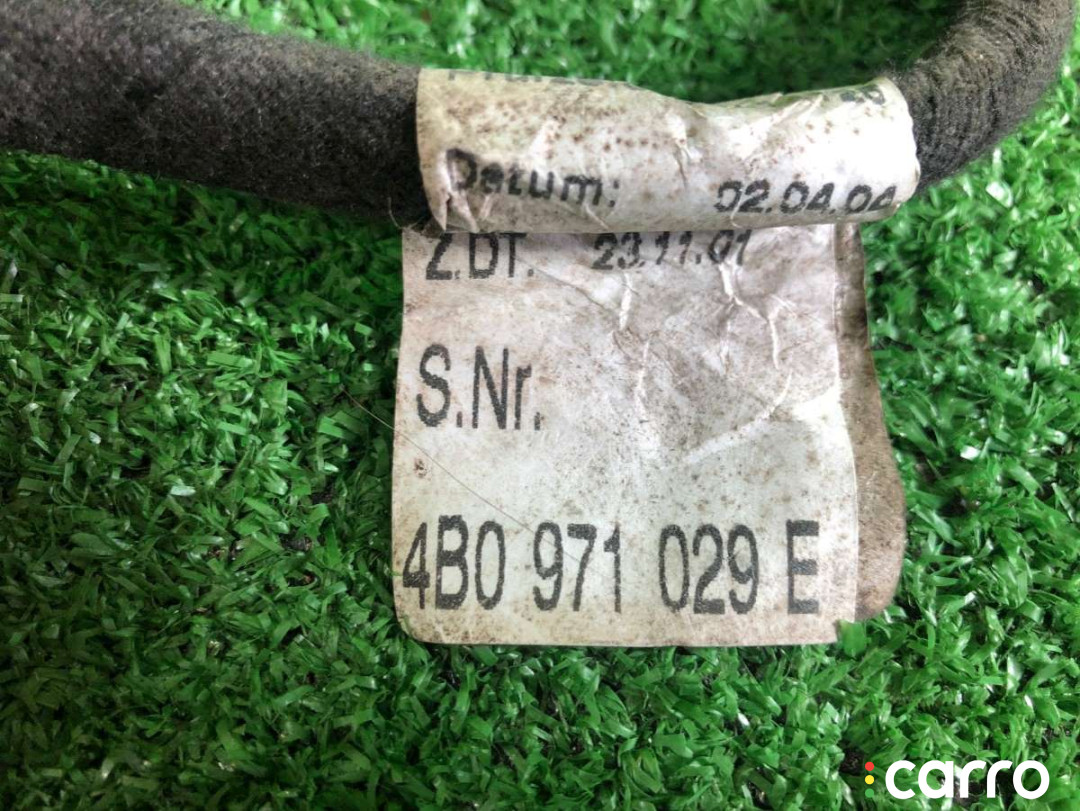 Datum: 02.04.04
Z.DT. 23.11.01
S.Nr.
4B0 971 029 E
carro